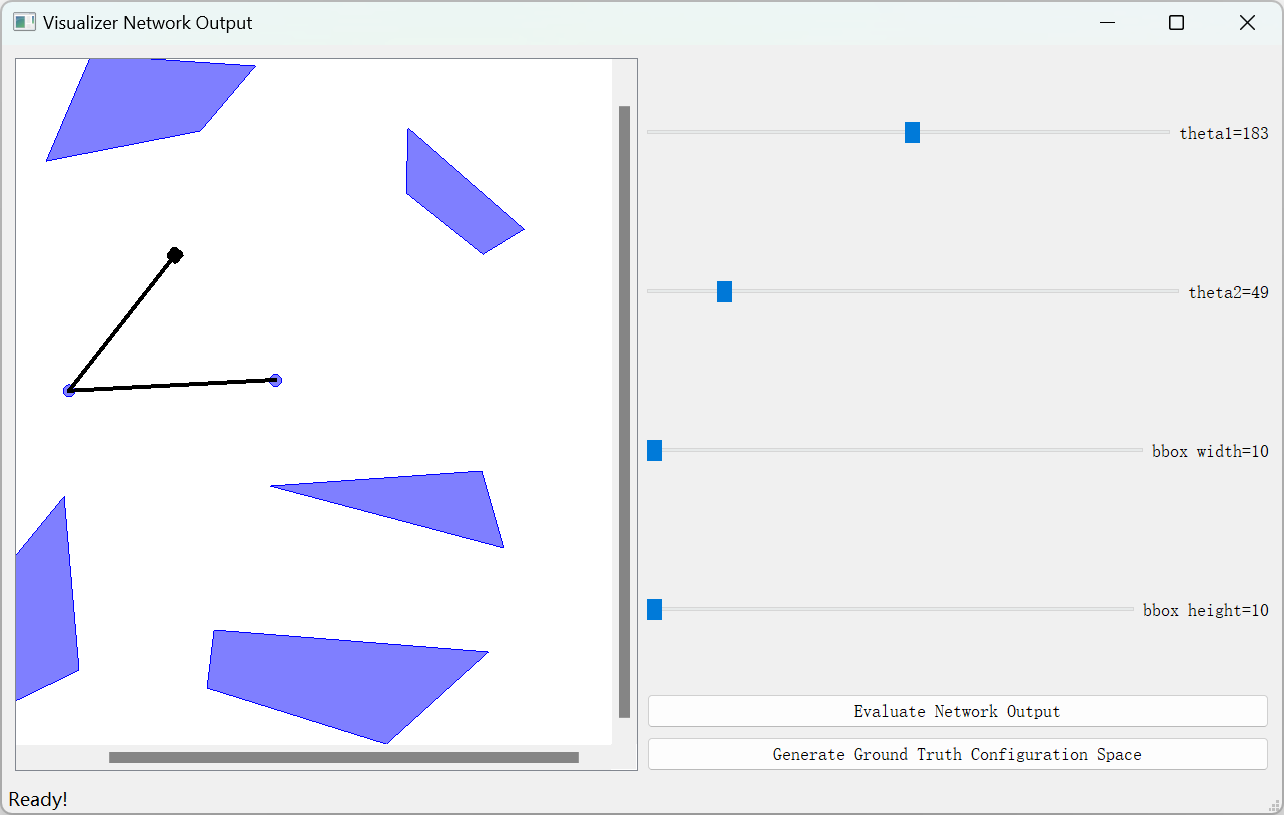 Visualizer Network Output
theta1=183
theta2=49
bbox width=10
bbox height=10
Evaluate Network Output
Generate Ground Truth Configuration Space
Ready!